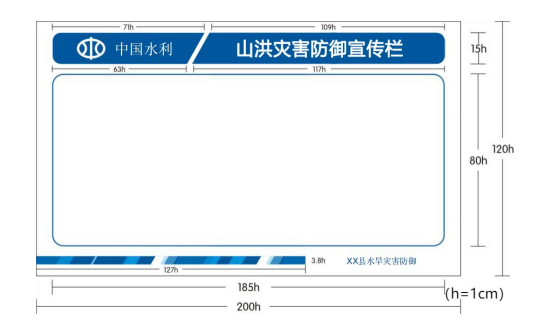 71h
109h
中国水利
山洪灾害防御宣传栏
15h
63h
117h
80h
120h
3.8h
XX县水旱灾害防御
127h
185h
(h=1cm)
200h